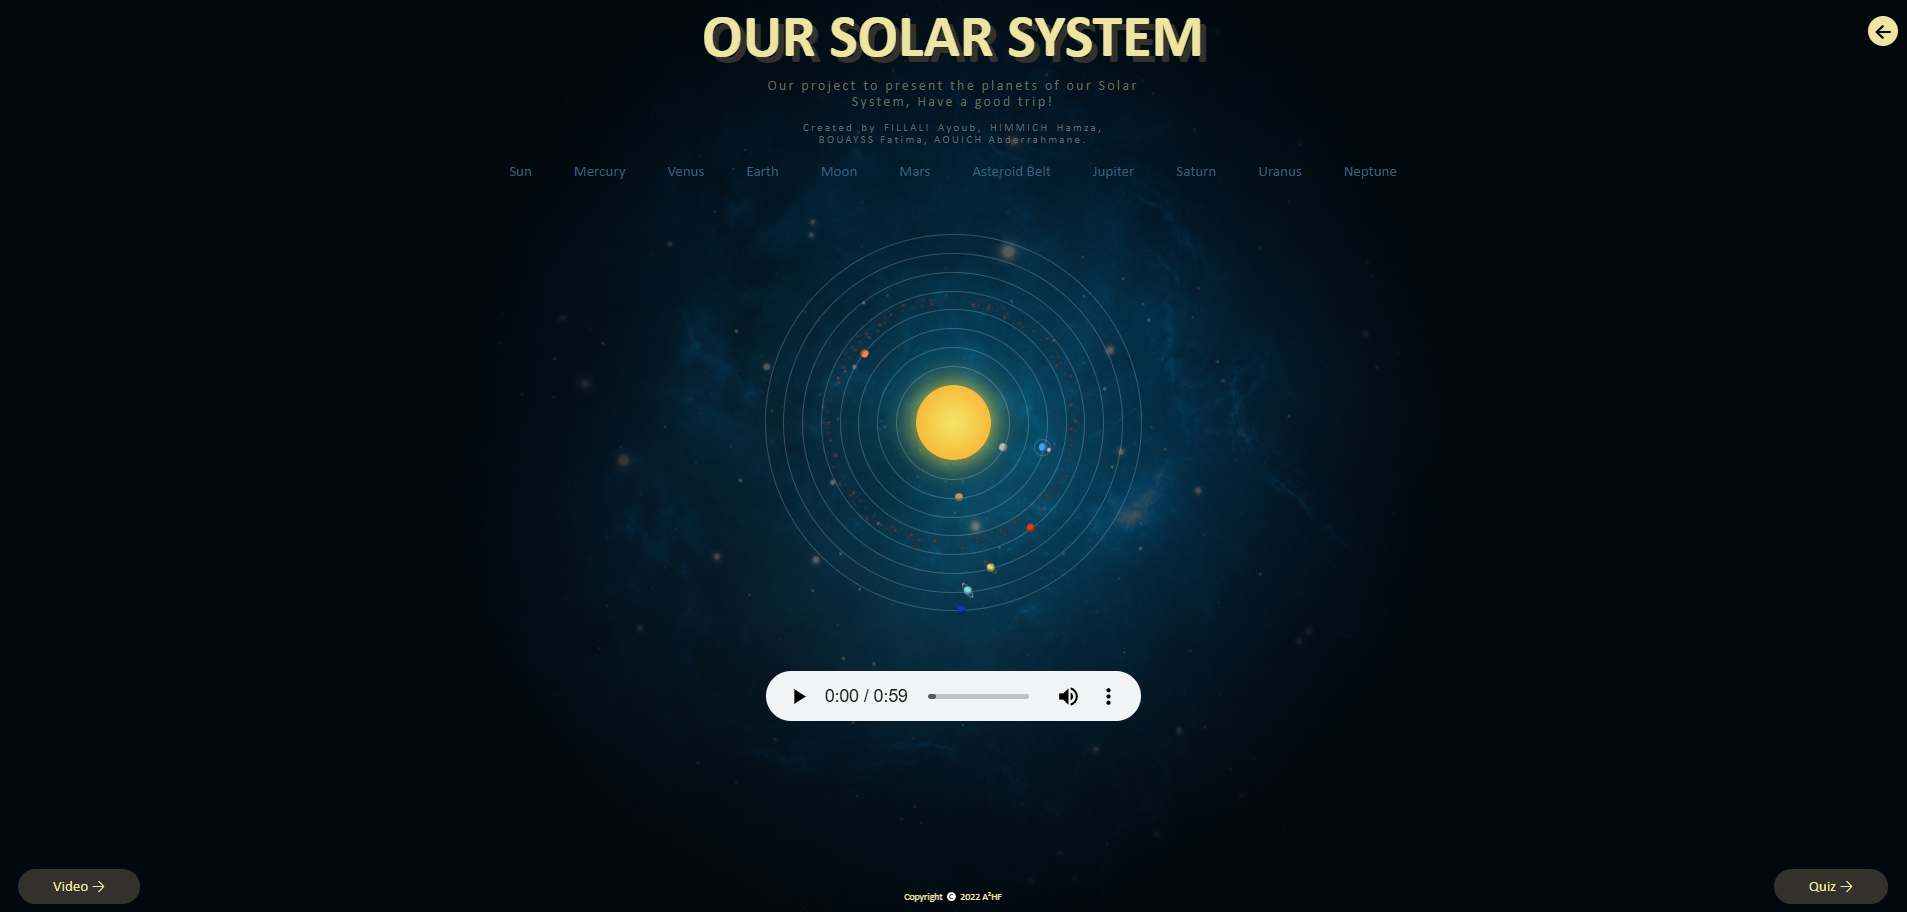 OUR SOLAR SYSTEM
Our project to present the planets of our Solar
System, Have a good trip!
Created by FILLALI Ayoub, HIMMICH Hamza,
BOUAYSS Fatima, AOUICH Abderrahmane.
Sun Mercury Venus Earth Moon Mars Asteroid Belt Jupiter Saturn Uranus Neptune
0:00 / 0:59
Video →
Quiz →
Copyright © 2022 A²HF